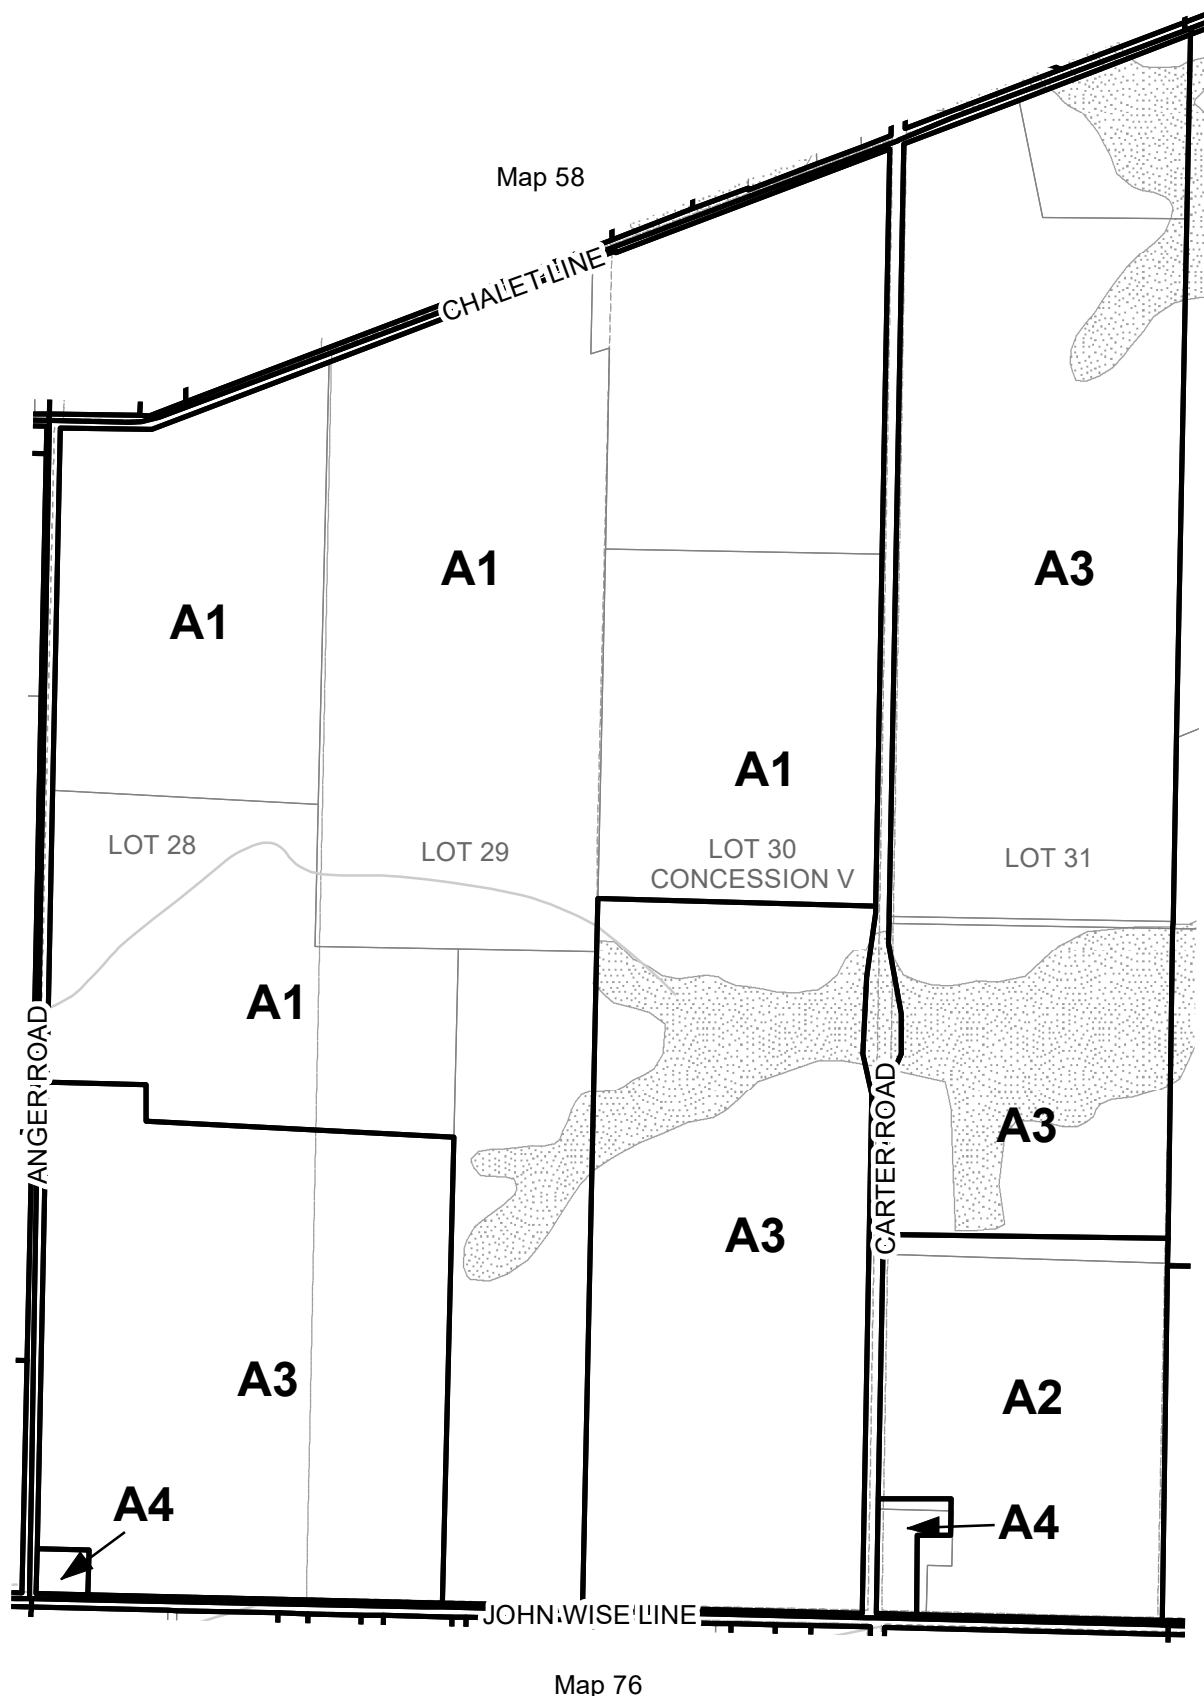 Map 58
CHALET LINE
A1
A3
A1
A1
LOT 28
LOT 29
LOT 30
CONCESSION V
LOT 31
A1
ANGER ROAD
CARTER ROAD
A3
A3
A3
A2
A4
A4
JOHN WISE LINE
Map 76